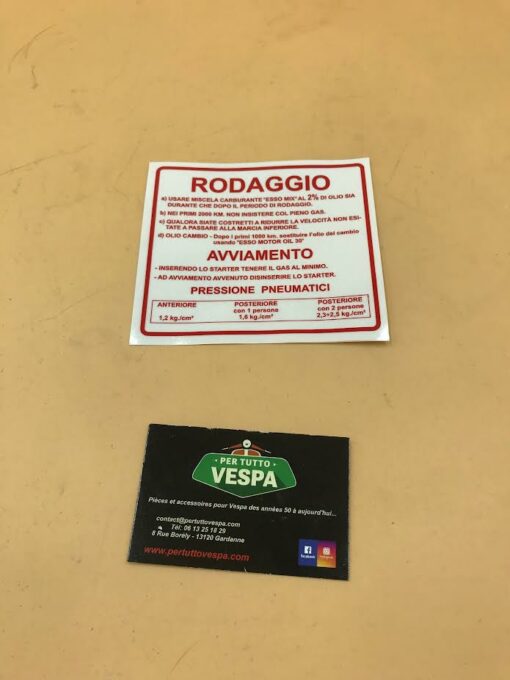 RODAGGIO
a) USARE MISCELA CARBURANTE "ESSO MIX" AL 2% DI OLIO SIA
DURANTE CHE DOPO IL PERIODO DI RODAGGIO.
b) NEI PRIMI 2000 KM. NON INSISTERE COL PIENO GAS.
c) QUALORA SIATE COSTRETTI A RIDURRE LA VELOCITÀ NON ESI-
TATE A PASSARE ALLA MARCIA INFERIORE.
d) OLIO CAMBIO - Dopo i primi 1000 km. sostituire l'olio del cambio
usando "ESSO MOTOR OIL 30"
AVVIAMENTO
- INSERENDO LO STARTER TENERE IL GAS AL MINIMO.
- AD AVVIAMENTO AVVENUTO DISINSERIRE LO STARTER.
PRESSIONE PNEUMATICI
ANTERIORE
1,2 kg./cm²
POSTERIORE
con 1 persona
1,6 kg./cm²
POSTERIORE
con 2 persone
2,3÷2,5 kg./cm²
· PER TUTTO ·
VESPA
Pièces et accessoires pour Vespa des années 50 à aujourd'hui...
contact@pertuttovespa.com
Tél: 06 13 25 18 29
8 Rue Borély - 13120 Gardanne
www.pertuttovespa.com
facebook